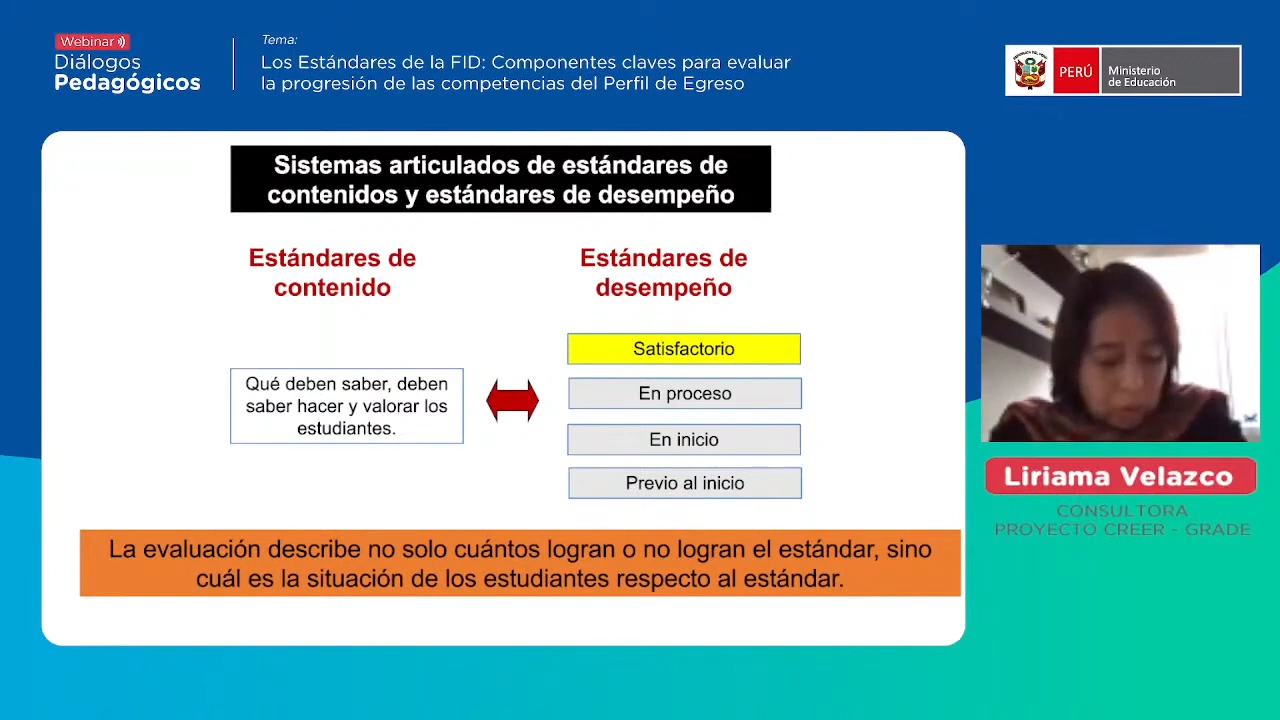 Webinar
Diálogos
Pedagógicos
Tema:
Los Estándares de la FID: Componentes claves para evaluar
la progresión de las competencias del Perfil de Egreso
PERÚ
Ministerio
de Educación
Sistemas articulados de estándares de
contenidos y estándares de desempeño
Estándares de
contenido
Estándares de
desempeño
Qué deben saber, deben
saber hacer y valorar los
estudiantes.
Satisfactorio
En proceso
En inicio
Previo al inicio
La evaluación describe no solo cuántos logran o no logran el estándar, sino
cuál es la situación de los estudiantes respecto al estándar.
Liriama Velazco
CONSULTORA
PROYECTO CREER - GRADE